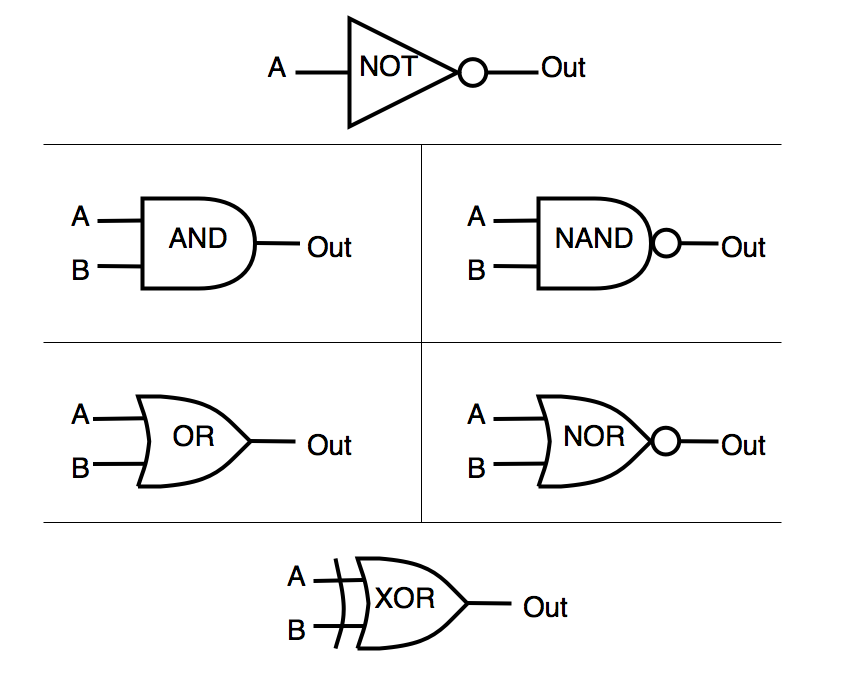 A NOT Out
A AND Out
B
A NAND Out
B
A OR Out
B
A NOR Out
B
A XOR Out
B